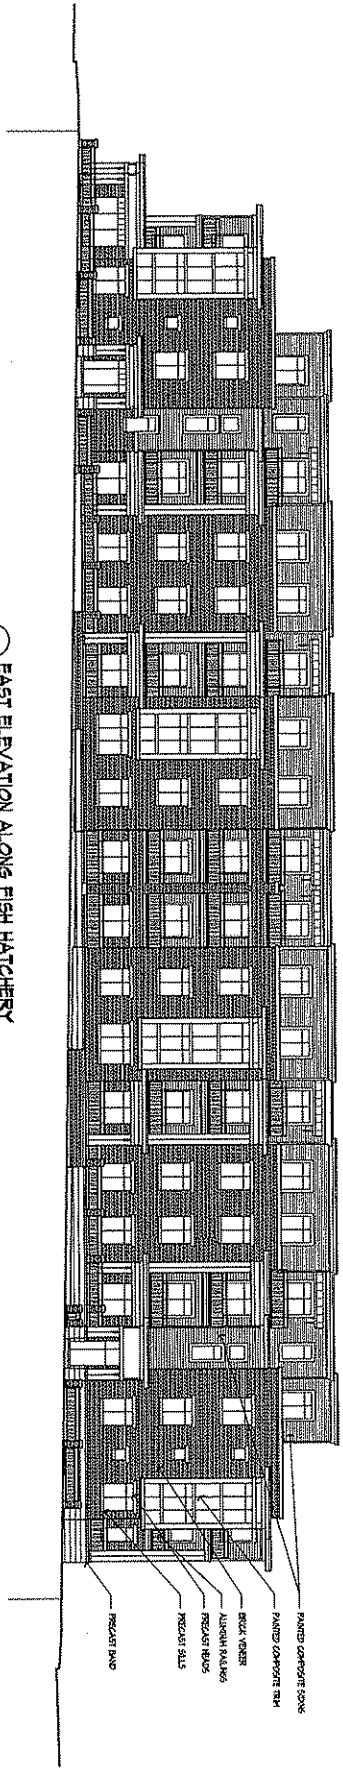 EAST ELEVATION ALONG FISH HATCHERY
PAINTED COMPOSITE SIDING
PAINTED COMPOSITE TRIM
BRICK VENEER
ALUMINUM RAILINGS
PRECAST HEADS
PRECAST SILLS
PRECAST BAND